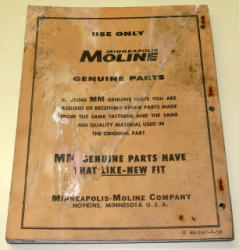 USE ONLY
MINNEAPOLIS
MOLINE
GENUINE PARTS
USING MM GENUINE PARTS YOU ARE
ASSURED OF RECEIVING REPAIR PARTS MADE
FROM THE SAME PATTERNS AND THE SAME
HIGH QUALITY MATERIAL USED IN
THE ORIGINAL PART.
MM GENUINE PARTS HAVE
THAT LIKE-NEW FIT
MINNEAPOLIS-MOLINE COMPANY
HOPKINS, MINNESOTA U. S. A.